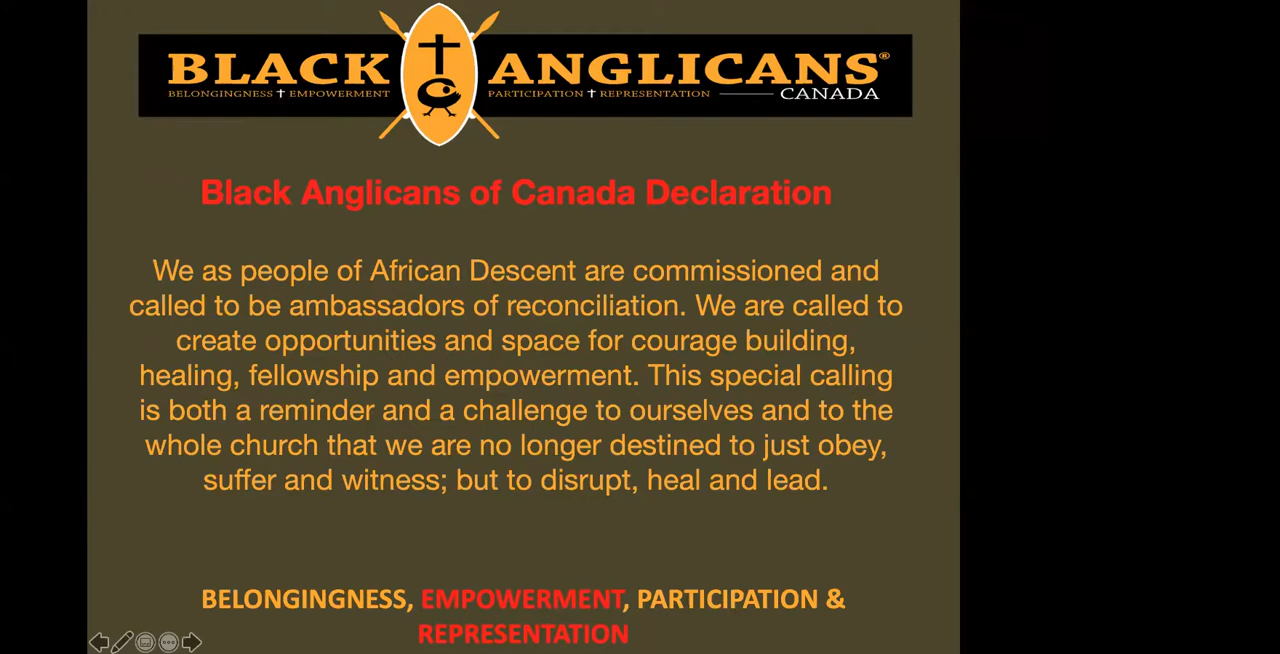 BLACK ANGLICANS®
BELONGINGNESS ✝ EMPOWERMENT PARTICIPATION ✝ REPRESENTATION CANADA
Black Anglicans of Canada Declaration
We as people of African Descent are commissioned and
called to be ambassadors of reconciliation. We are called to
create opportunities and space for courage building,
healing, fellowship and empowerment. This special calling
is both a reminder and a challenge to ourselves and to the
whole church that we are no longer destined to just obey,
suffer and witness; but to disrupt, heal and lead.
BELONGINGNESS, EMPOWERMENT, PARTICIPATION &
REPRESENTATION